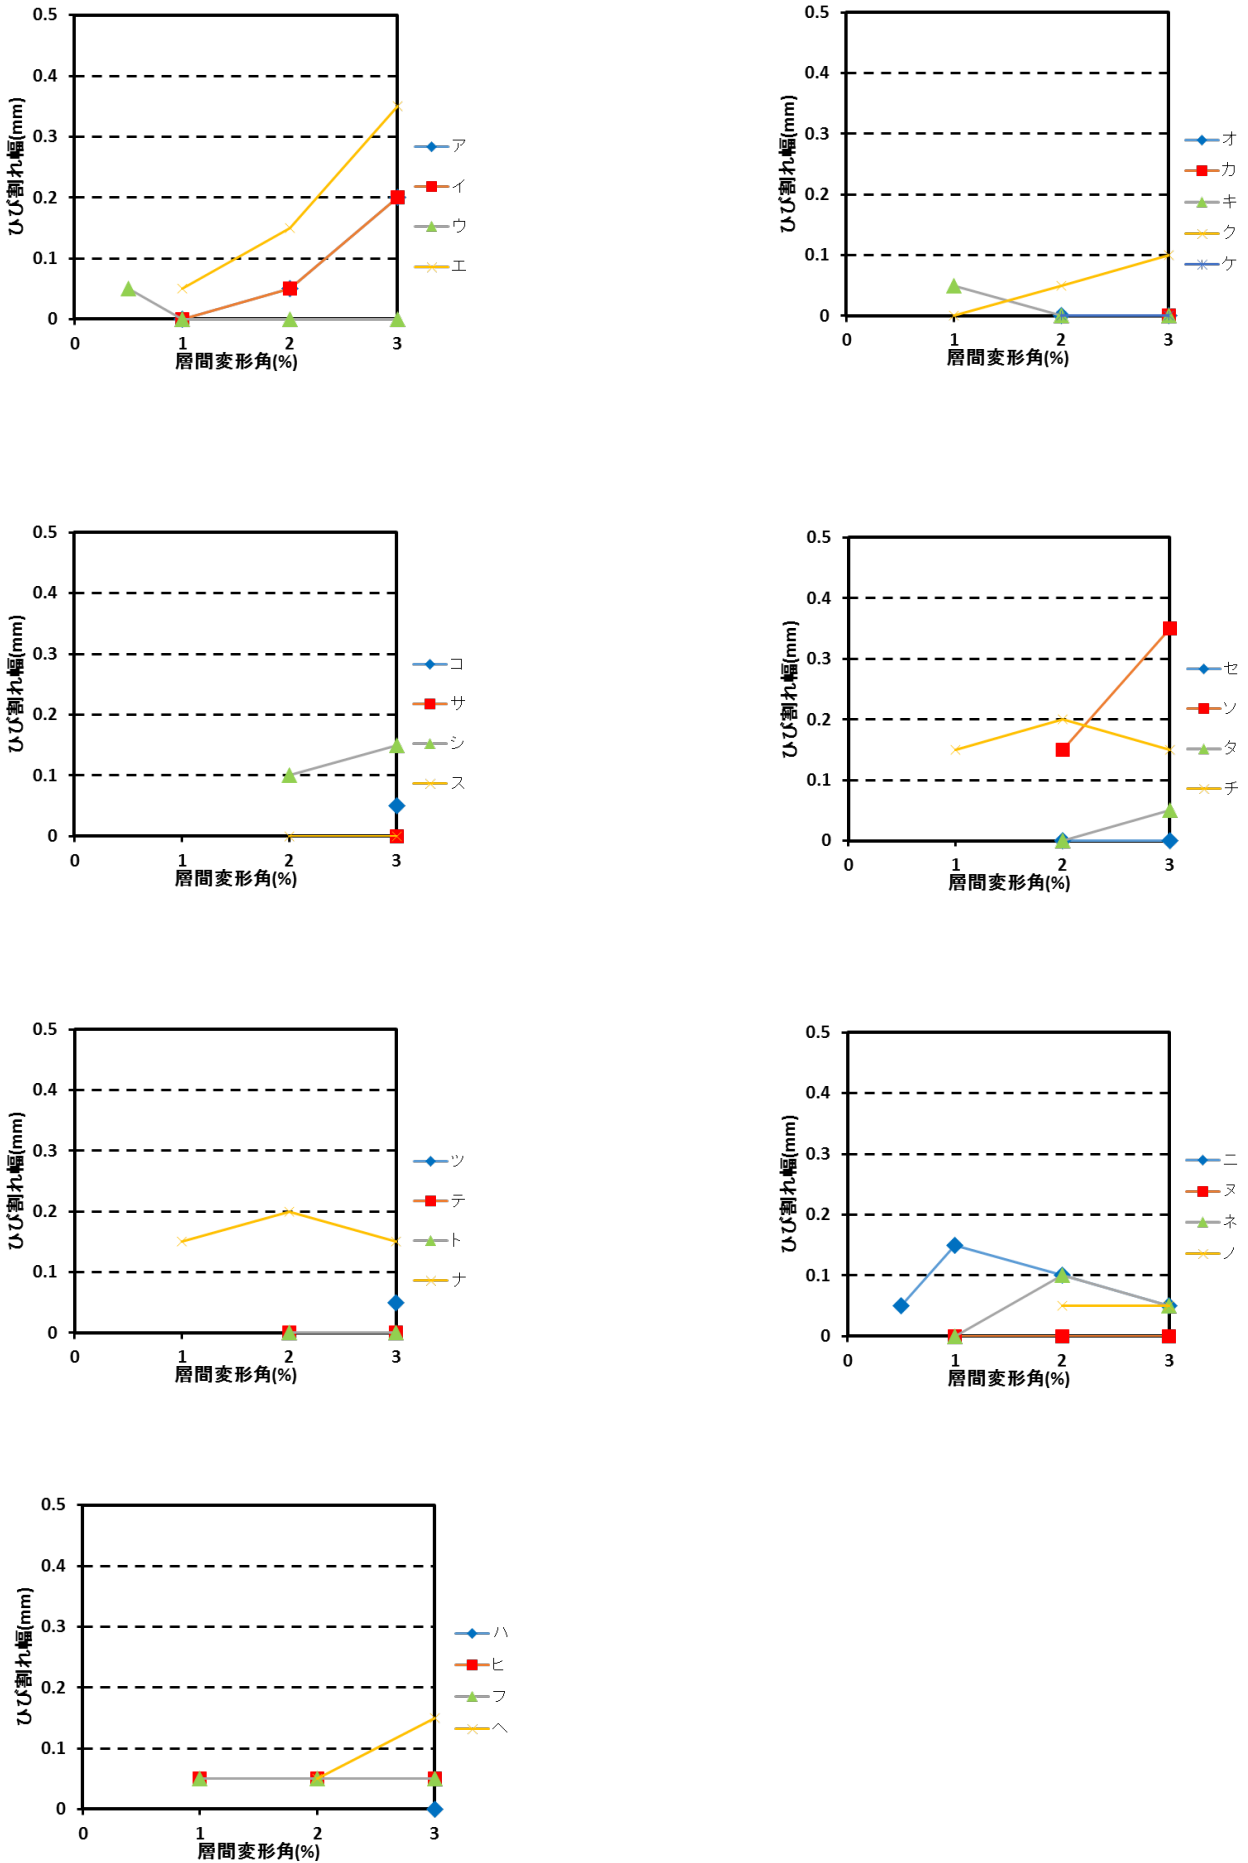 0.5
0.4
0.3
0.2
0.1
0
0 1 2 3
ひび割れ幅(mm)
層間変形角(%)
ア
イ
ウ
エ
0.5
0.4
0.3
0.2
0.1
0
0 1 2 3
ひび割れ幅(mm)
層間変形角(%)
オ
カ
キ
ク
ケ
0.5
0.4
0.3
0.2
0.1
0
0 1 2 3
ひび割れ幅(mm)
層間変形角(%)
コ
サ
シ
ス
0.5
0.4
0.3
0.2
0.1
0
0 1 2 3
ひび割れ幅(mm)
層間変形角(%)
セ
ソ
タ
チ
0.5
0.4
0.3
0.2
0.1
0
0 1 2 3
ひび割れ幅(mm)
層間変形角(%)
ツ
テ
ト
ナ
0.5
0.4
0.3
0.2
0.1
0
0 1 2 3
ひび割れ幅(mm)
層間変形角(%)
ニ
ヌ
ネ
ノ
0.5
0.4
0.3
0.2
0.1
0
0 1 2 3
ひび割れ幅(mm)
層間変形角(%)
ハ
ヒ
フ
ヘ